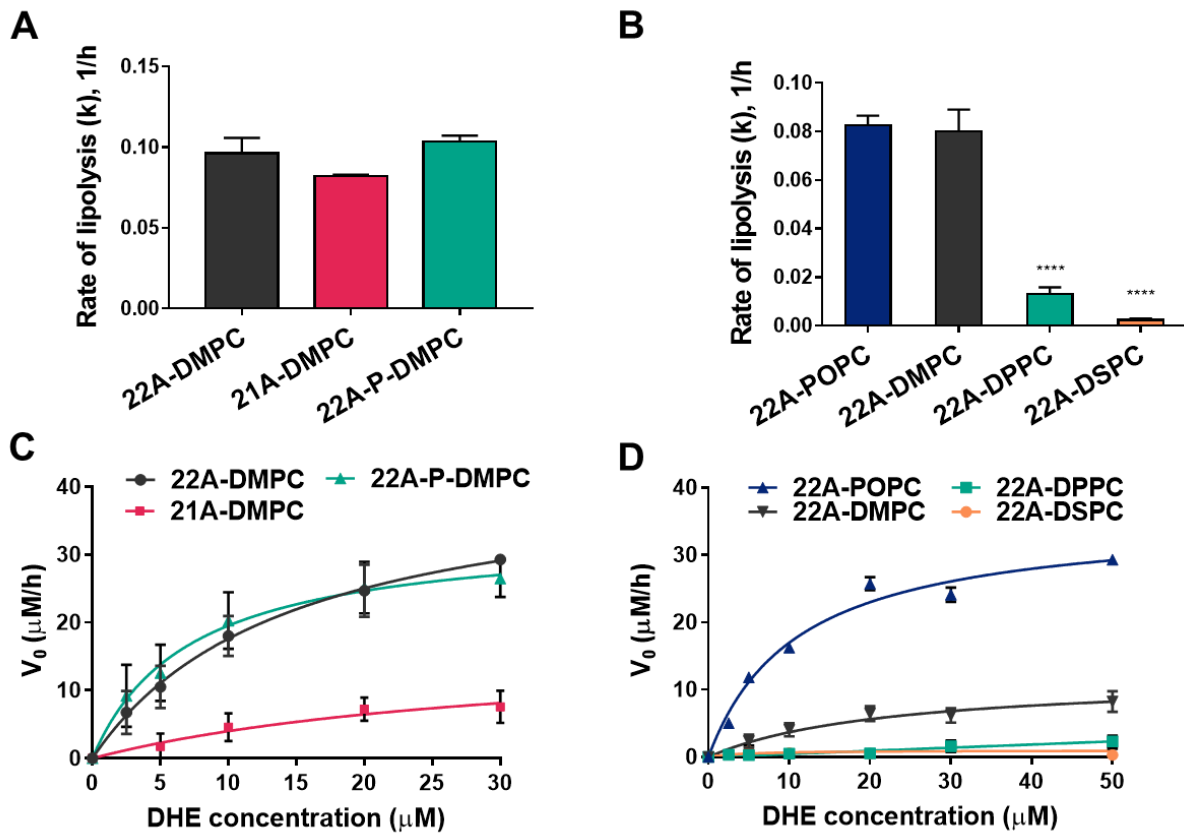 A
Rate of lipolysis (k), 1/h
0.15
0.10
0.05
0.00
22A-DMPC
21A-DMPC
22A-P-DMPC
B
Rate of lipolysis (k), 1/h
0.10
0.08
0.06
0.04
0.02
0.00
****
****
22A-POPC
22A-DMPC
22A-DPPC
22A-DSPC
C
22A-DMPC
22A-P-DMPC
21A-DMPC
V0 (μM/h)
40
30
20
10
0
0 5 10 15 20 25 30
DHE concentration (μM)
D
22A-POPC
22A-DPPC
22A-DMPC
22A-DSPC
V0 (μM/h)
40
30
20
10
0
0 10 20 30 40 50
DHE concentration (μM)